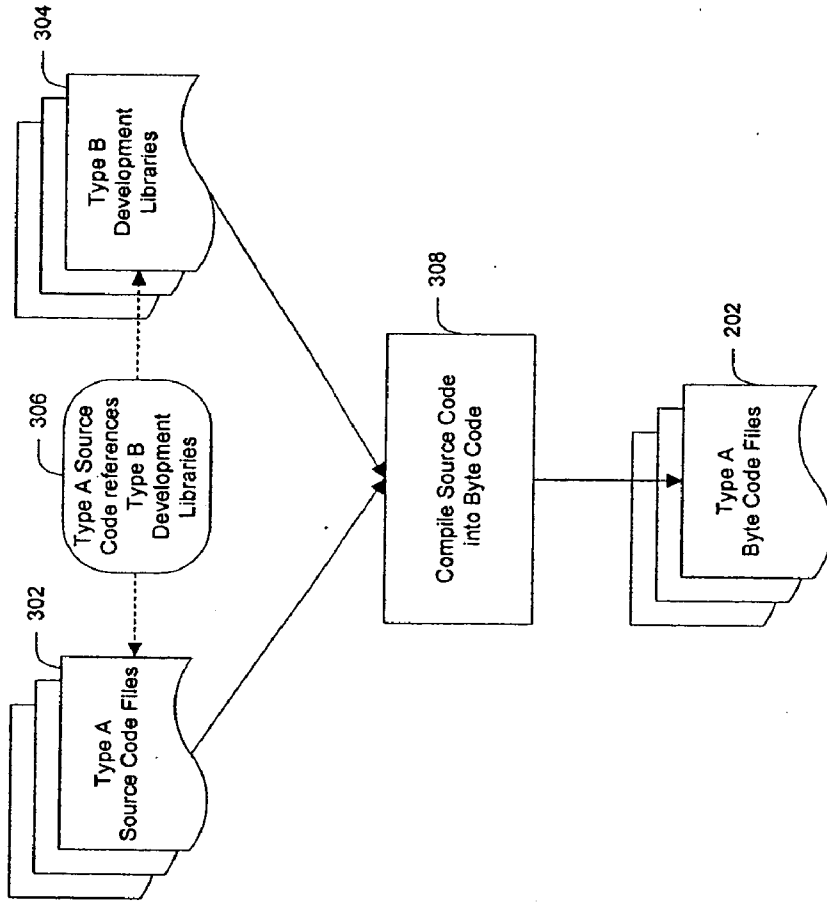 302
Type A
Source Code Files
306
Type A Source
Code references
Type B
Development
Libraries
304
Type B
Development
Libraries
308
Compile Source Code
into Byte Code
202
Type A
Byte Code Files